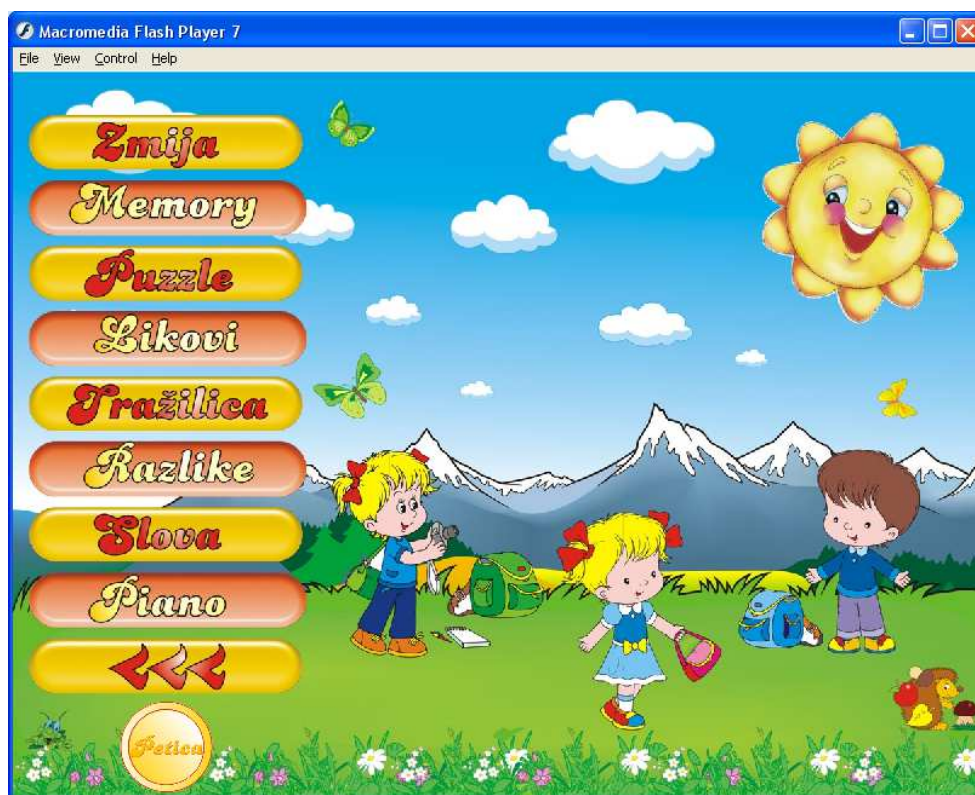 Macromedia Flash Player 7
File View Control Help
Zmija
Memory
Puzzle
Likovi
Tražilica
Razlike
Slova
Piano
Petica